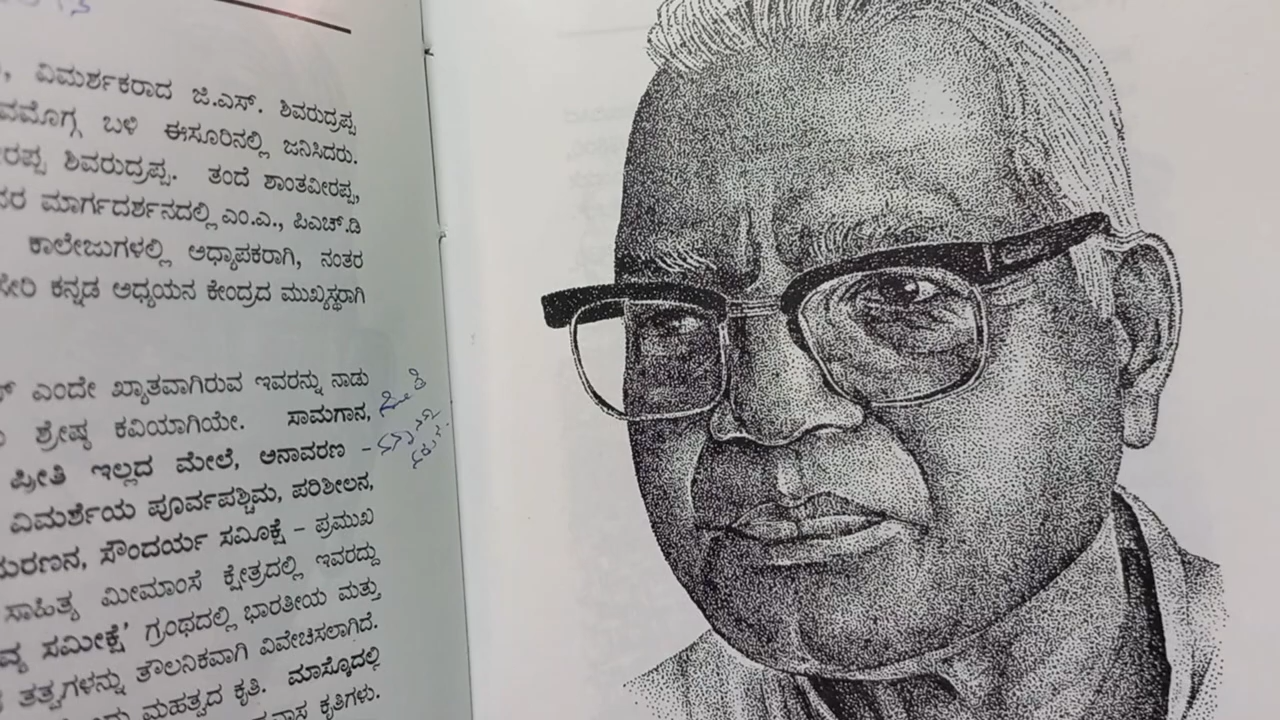 ವಿಮರ್ಶಕರಾದ ಜಿ.ಎಸ್. ಶಿವರುದ್ರಪ್ಪ
ಬಳಿ ಈಸೂರಿನಲ್ಲಿ ಜನಿಸಿದರು.
ಶಿವರುದ್ರಪ್ಪ. ತಂದೆ ಶಾಂತವೀರಪ್ಪ,
ಮಾರ್ಗದರ್ಶನದಲ್ಲಿ ಎಂ.ಎ., ಪಿಎಚ್.ಡಿ
ಕಾಲೇಜುಗಳಲ್ಲಿ ಅಧ್ಯಾಪಕರಾಗಿ, ನಂತರ
ಕನ್ನಡ ಅಧ್ಯಯನ ಕೇಂದ್ರದ ಮುಖ್ಯಸ್ಥರಾಗಿ
ಎಂದೇ ಖ್ಯಾತವಾಗಿರುವ ಇವರನ್ನು ನಾಡು
ಶ್ರೇಷ್ಠ ಕವಿಯಾಗಿಯೇ. ಸಾಮಗಾನ,
ಪ್ರೀತಿ ಇಲ್ಲದ ಮೇಲೆ, ಅನಾವರಣ –
ವಿಮರ್ಶೆಯ ಪೂರ್ವಪಶ್ಚಿಮ, ಪರಿಶೀಲನ,
ಸೌಂದರ್ಯ ಸಮೀಕ್ಷೆ – ಪ್ರಮುಖ
ಸಾಹಿತ್ಯ ಮೀಮಾಂಸೆ ಕ್ಷೇತ್ರದಲ್ಲಿ ಇವರದ್ದು
ಸಮೀಕ್ಷೆ' ಗ್ರಂಥದಲ್ಲಿ ಭಾರತೀಯ ಮತ್ತು
ತತ್ವಗಳನ್ನು ತೌಲನಿಕವಾಗಿ ವಿವೇಚಿಸಲಾಗಿದೆ.
ಮಹತ್ವದ ಕೃತಿ. ಮಾಸ್ಕೊದಲ್ಲಿ
ಕೃತಿಗಳು.